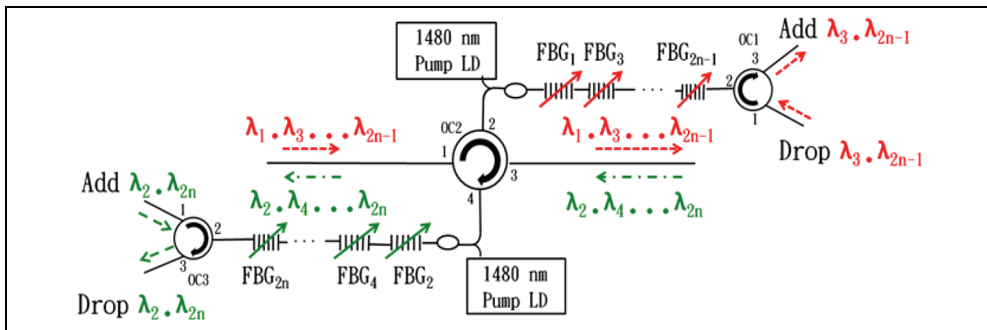 1480 nm
Pump LD
FBG₁ FBG₃ ... FBG₂ₙ₋₁
OC1
3
2
1
Add λ₃.λ₂ₙ₋₁
Drop λ₃.λ₂ₙ₋₁
λ₁.λ₃...λ₂ₙ₋₁
OC2
2
1
3
4
λ₁.λ₃...λ₂ₙ₋₁
λ₂.λ₄...λ₂ₙ
λ₂.λ₄...λ₂ₙ
Add λ₂.λ₂ₙ
1
2
3
OC3
Drop λ₂.λ₂ₙ
FBG₂ₙ ... FBG₄ FBG₂
1480 nm
Pump LD